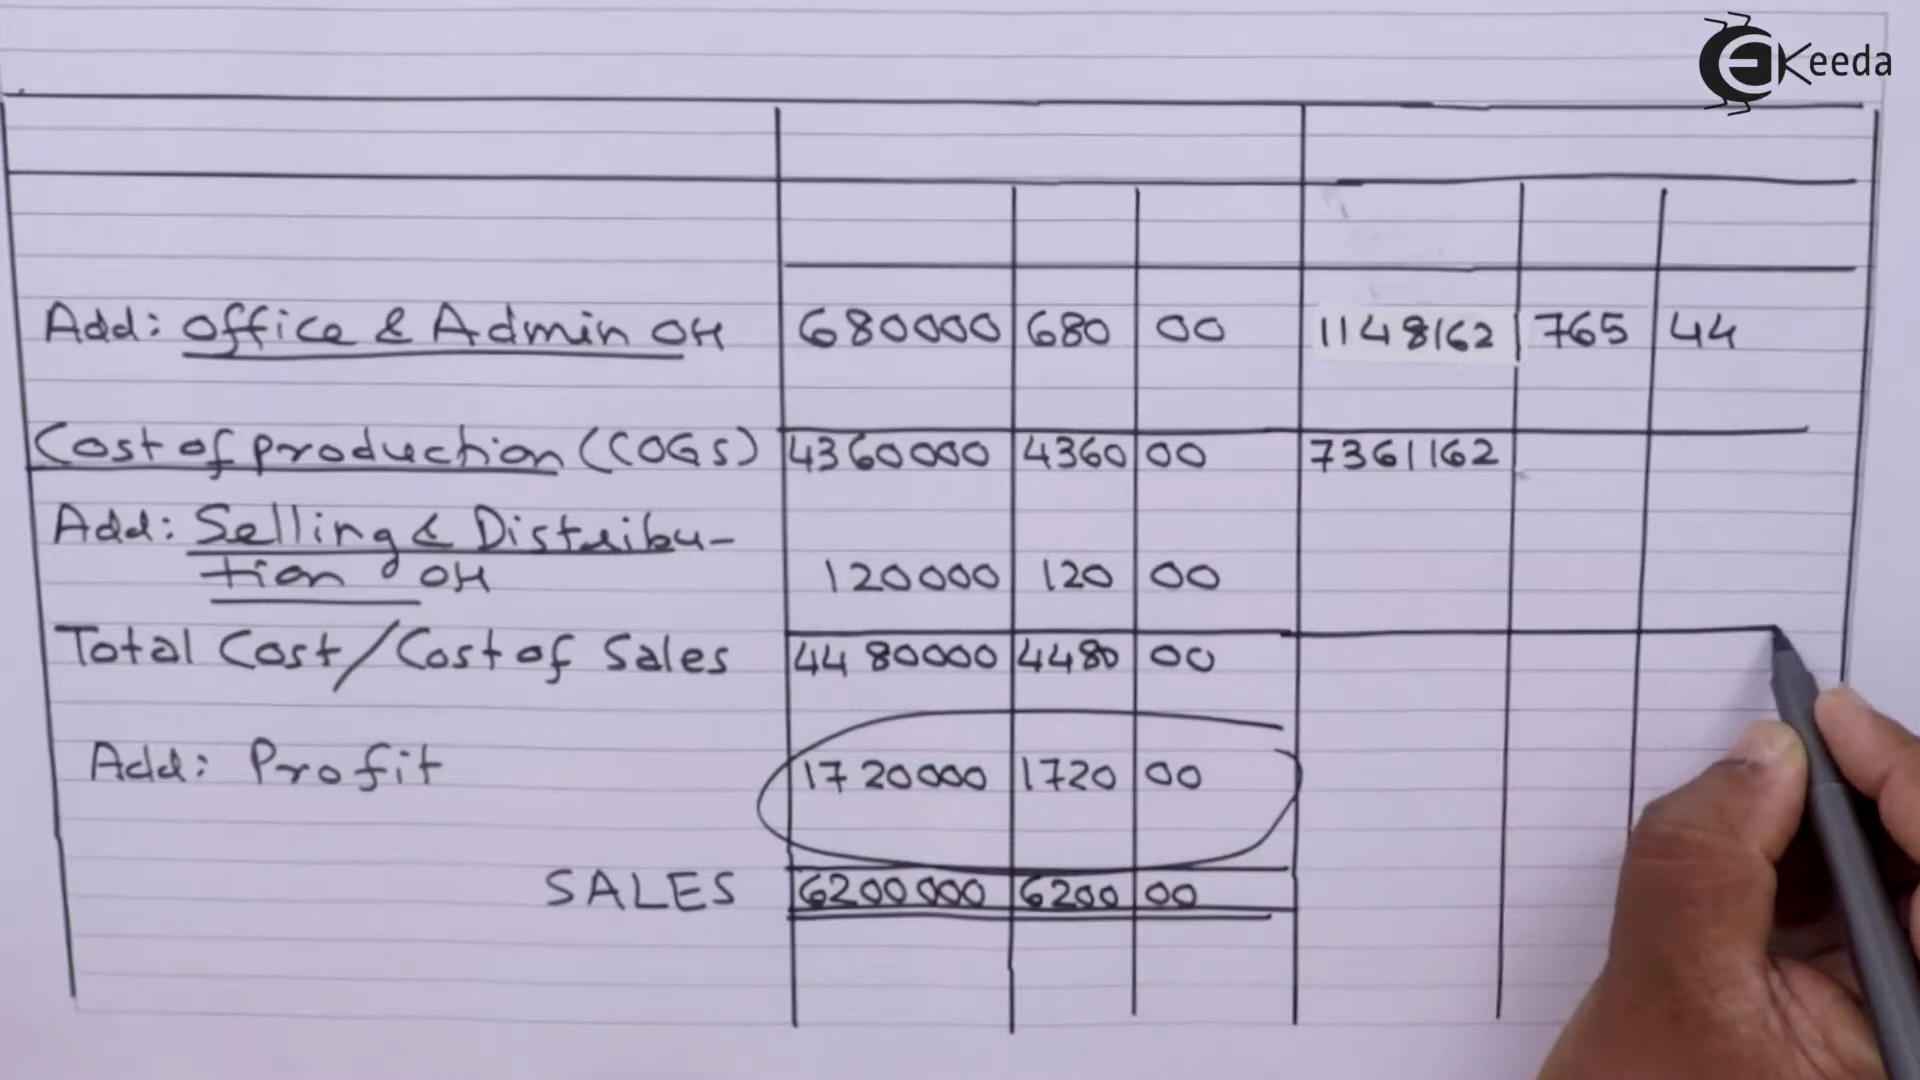 Keeda
Add: Office & Admin OH 680000 680 00 1148162 765 44
Cost of production (COGS) 4360000 4360 00 7361162
Add: Selling & Distribu-
tion OH 120000 120 00
Total Cost/Cost of Sales 4480000 4480 00
Add: Profit 1720000 1720 00
SALES 6200000 6200 00